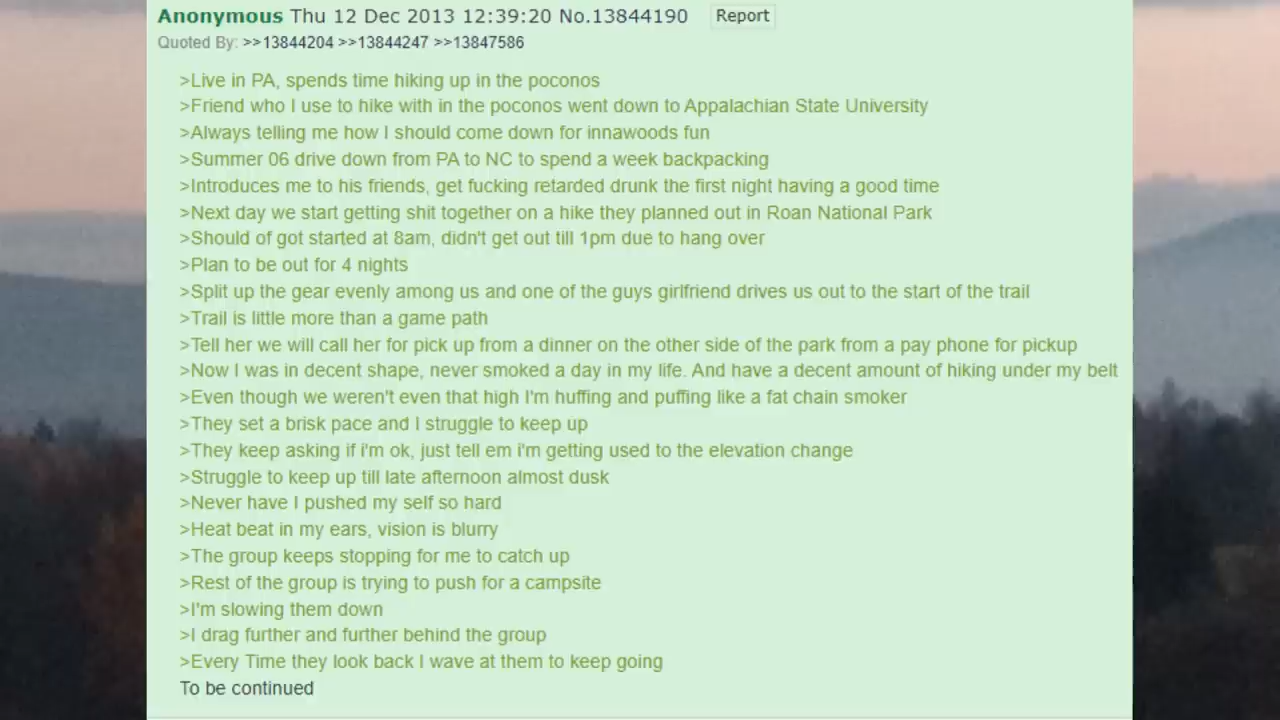 Anonymous Thu 12 Dec 2013 12:39:20 No.13844190 Report
Quoted By: >>13844204 >>13844247 >>13847586
>Live in PA, spends time hiking up in the poconos
>Friend who I use to hike with in the poconos went down to Appalachian State University
>Always telling me how I should come down for innawoods fun
>Summer 06 drive down from PA to NC to spend a week backpacking
>Introduces me to his friends, get fucking retarded drunk the first night having a good time
>Next day we start getting shit together on a hike they planned out in Roan National Park
>Should of got started at 8am, didn't get out till 1pm due to hang over
>Plan to be out for 4 nights
>Split up the gear evenly among us and one of the guys girlfriend drives us out to the start of the trail
>Trail is little more than a game path
>Tell her we will call her for pick up from a dinner on the other side of the park from a pay phone for pickup
>Now I was in decent shape, never smoked a day in my life. And have a decent amount of hiking under my belt
>Even though we weren't even that high I'm huffing and puffing like a fat chain smoker
>They set a brisk pace and I struggle to keep up
>They keep asking if i'm ok, just tell em i'm getting used to the elevation change
>Struggle to keep up till late afternoon almost dusk
>Never have I pushed my self so hard
>Heat beat in my ears, vision is blurry
>The group keeps stopping for me to catch up
>Rest of the group is trying to push for a campsite
>I'm slowing them down
>I drag further and further behind the group
>Every Time they look back I wave at them to keep going
To be continued